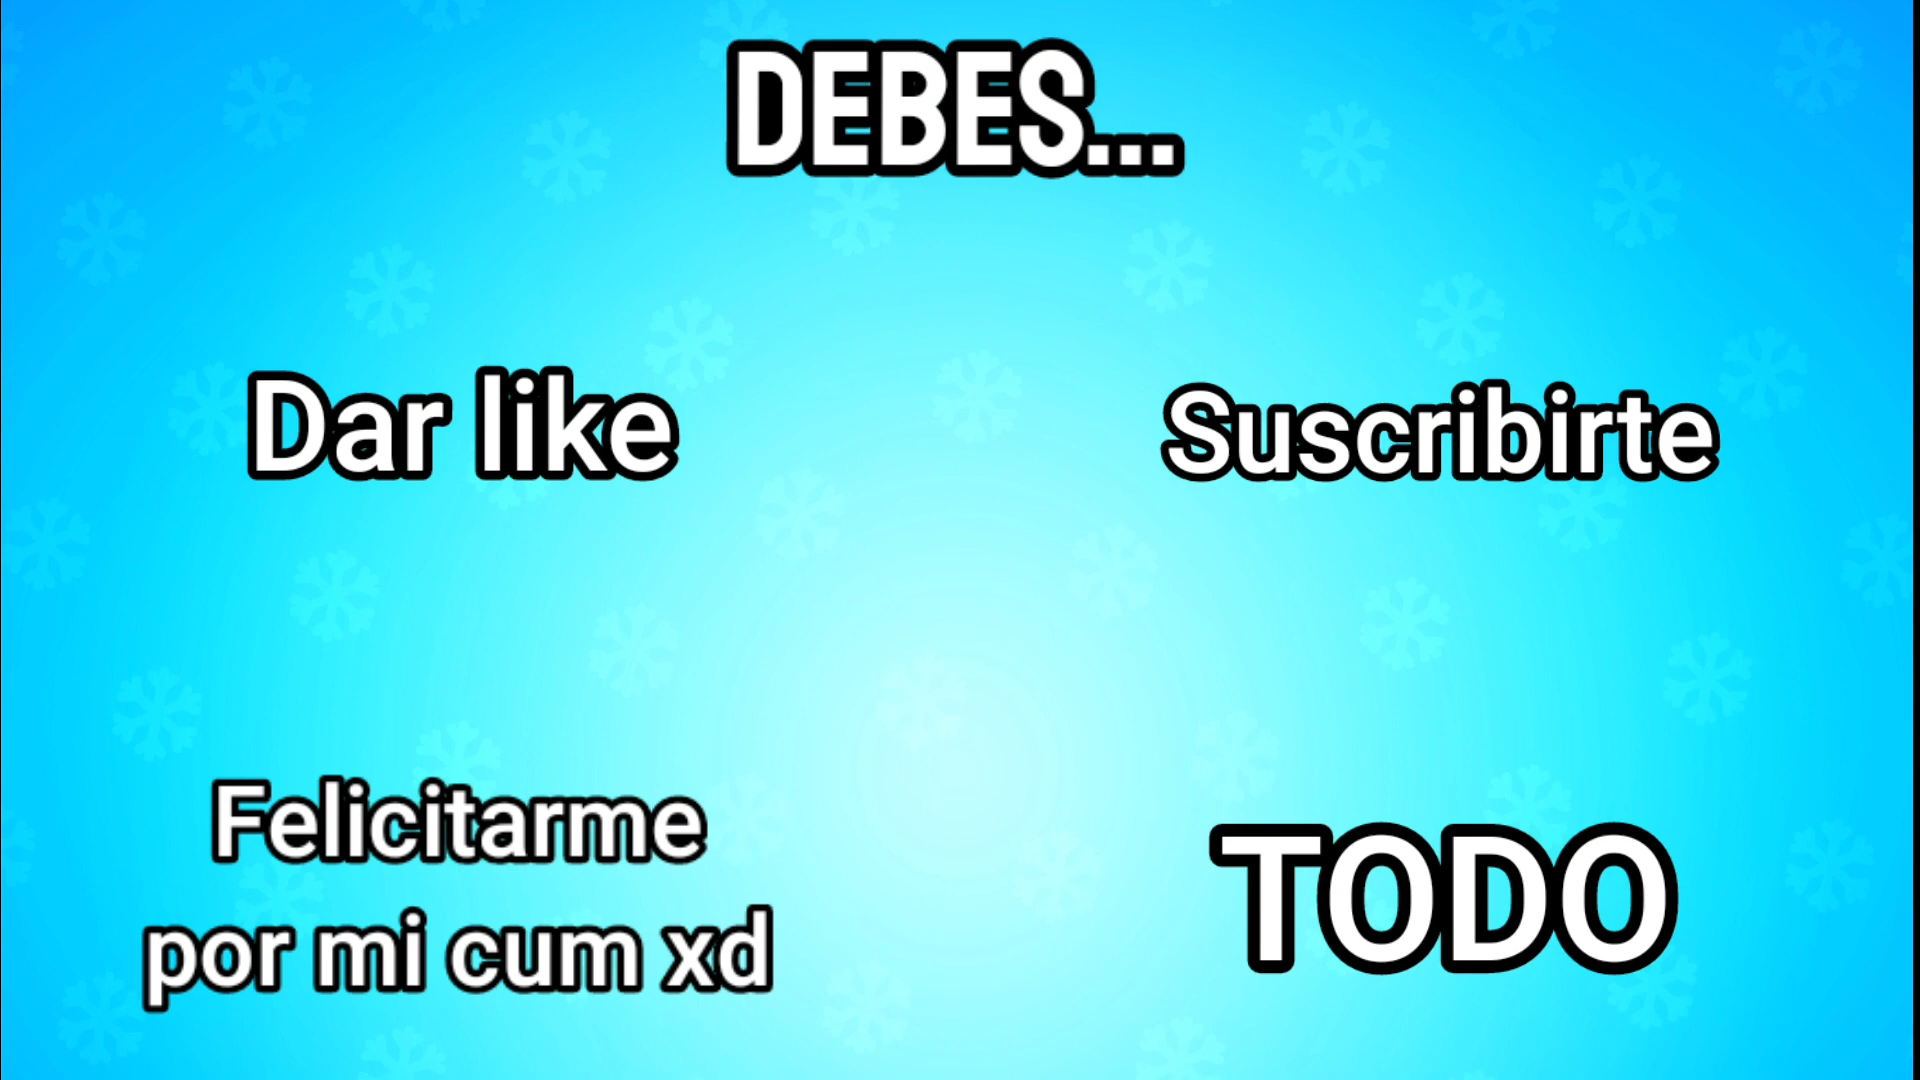 DEBES...
Dar like
Suscribirte
Felicitarme
por mi cum xd
TODO